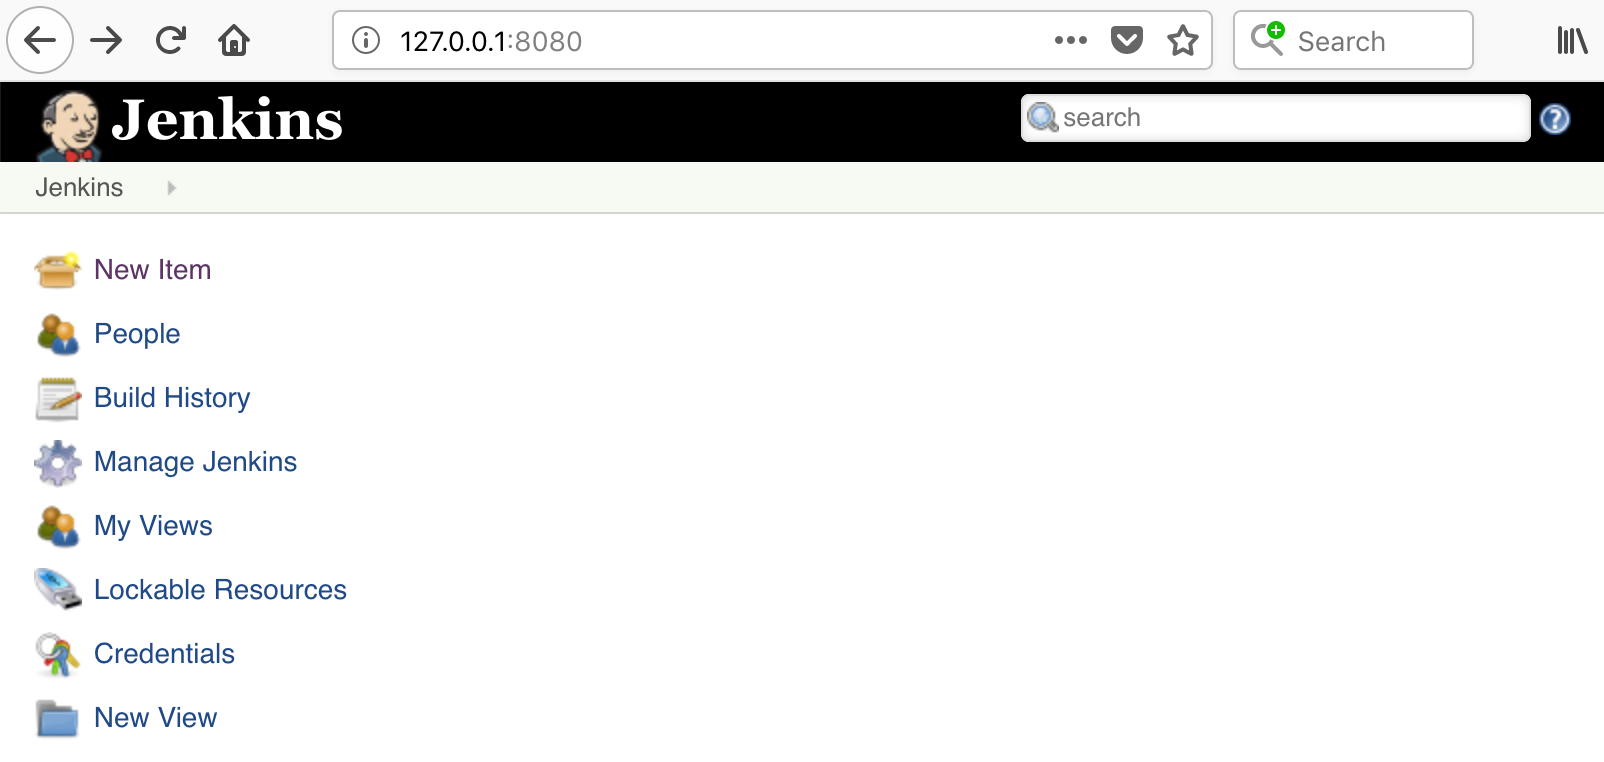 127.0.0.1:8080
Search
Jenkins
search
Jenkins
New Item
People
Build History
Manage Jenkins
My Views
Lockable Resources
Credentials
New View